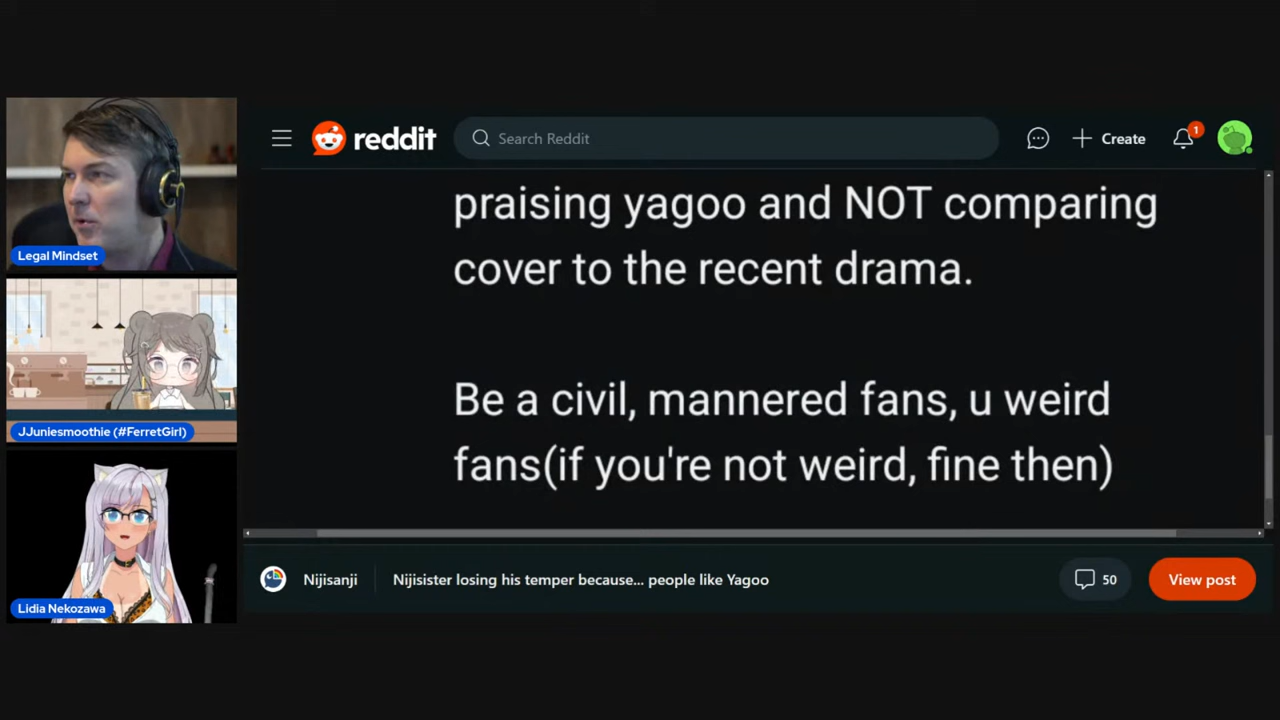 Legal Mindset
JJuniesmoothie (#FerretGirl)
Lidia Nekozawa
reddit
Search Reddit
Create
1
praising yagoo and NOT comparing
cover to the recent drama.
Be a civil, mannered fans, u weird
fans(if you're not weird, fine then)
Nijisanji
Nijisister losing his temper because... people like Yagoo
50
View post